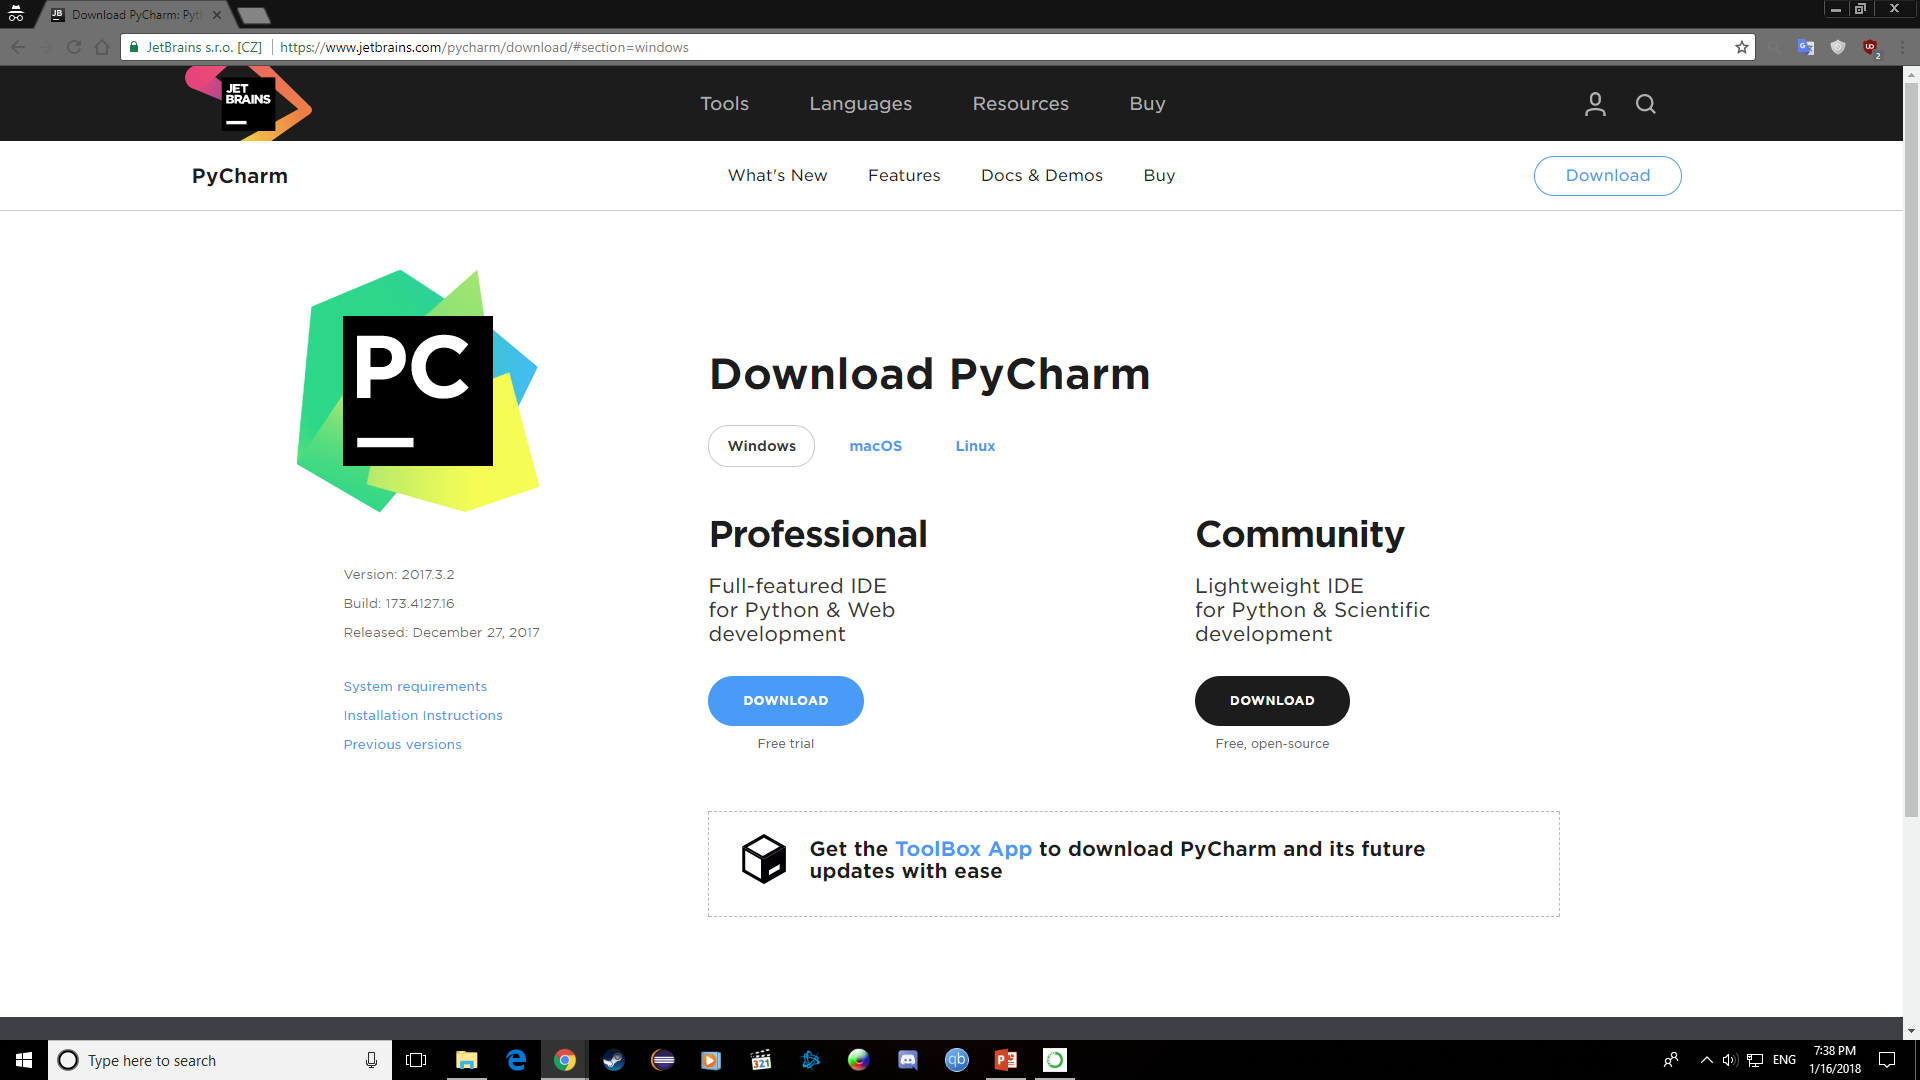 JB Download PyCharm: Pyt
JetBrains s.r.o. [CZ] https://www.jetbrains.com/pycharm/download/#section=windows
2
JET
BRAINS
Tools Languages Resources Buy
PyCharm What's New Features Docs & Demos Buy Download
PC
Download PyCharm
Windows macOS Linux
Professional
Full-featured IDE
for Python & Web
development
DOWNLOAD
Free trial
Community
Lightweight IDE
for Python & Scientific
development
DOWNLOAD
Free, open-source
Version: 2017.3.2
Build: 173.4127.16
Released: December 27, 2017
System requirements
Installation Instructions
Previous versions
Get the ToolBox App to download PyCharm and its future
updates with ease
Type here to search
321
qb
ENG
7:38 PM
1/16/2018